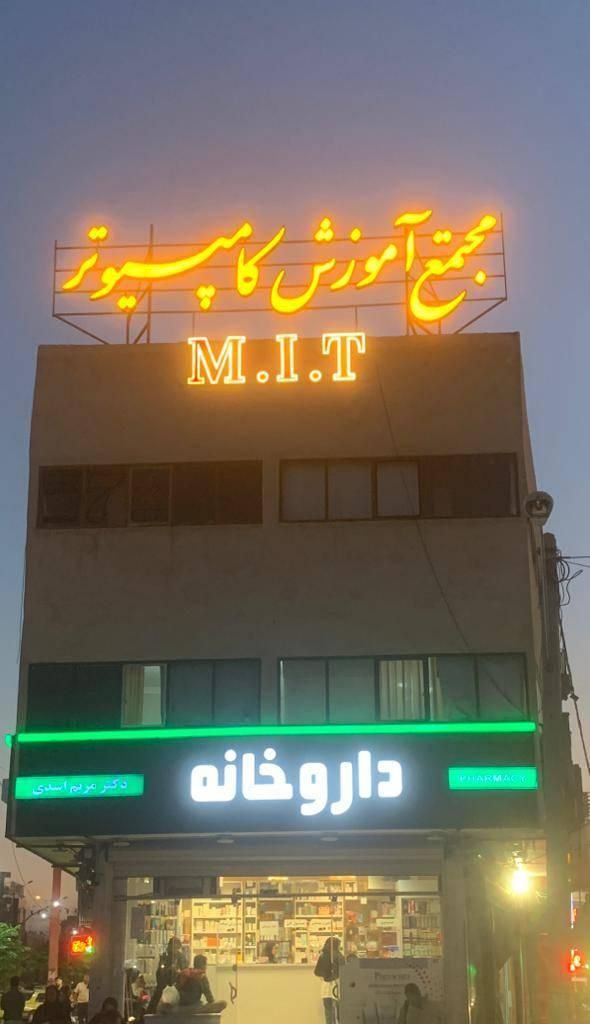 مجتمع آموزش کامپیوتر
M.I.T
داروخانه
PHARMACY
دکتر مریم اسدی